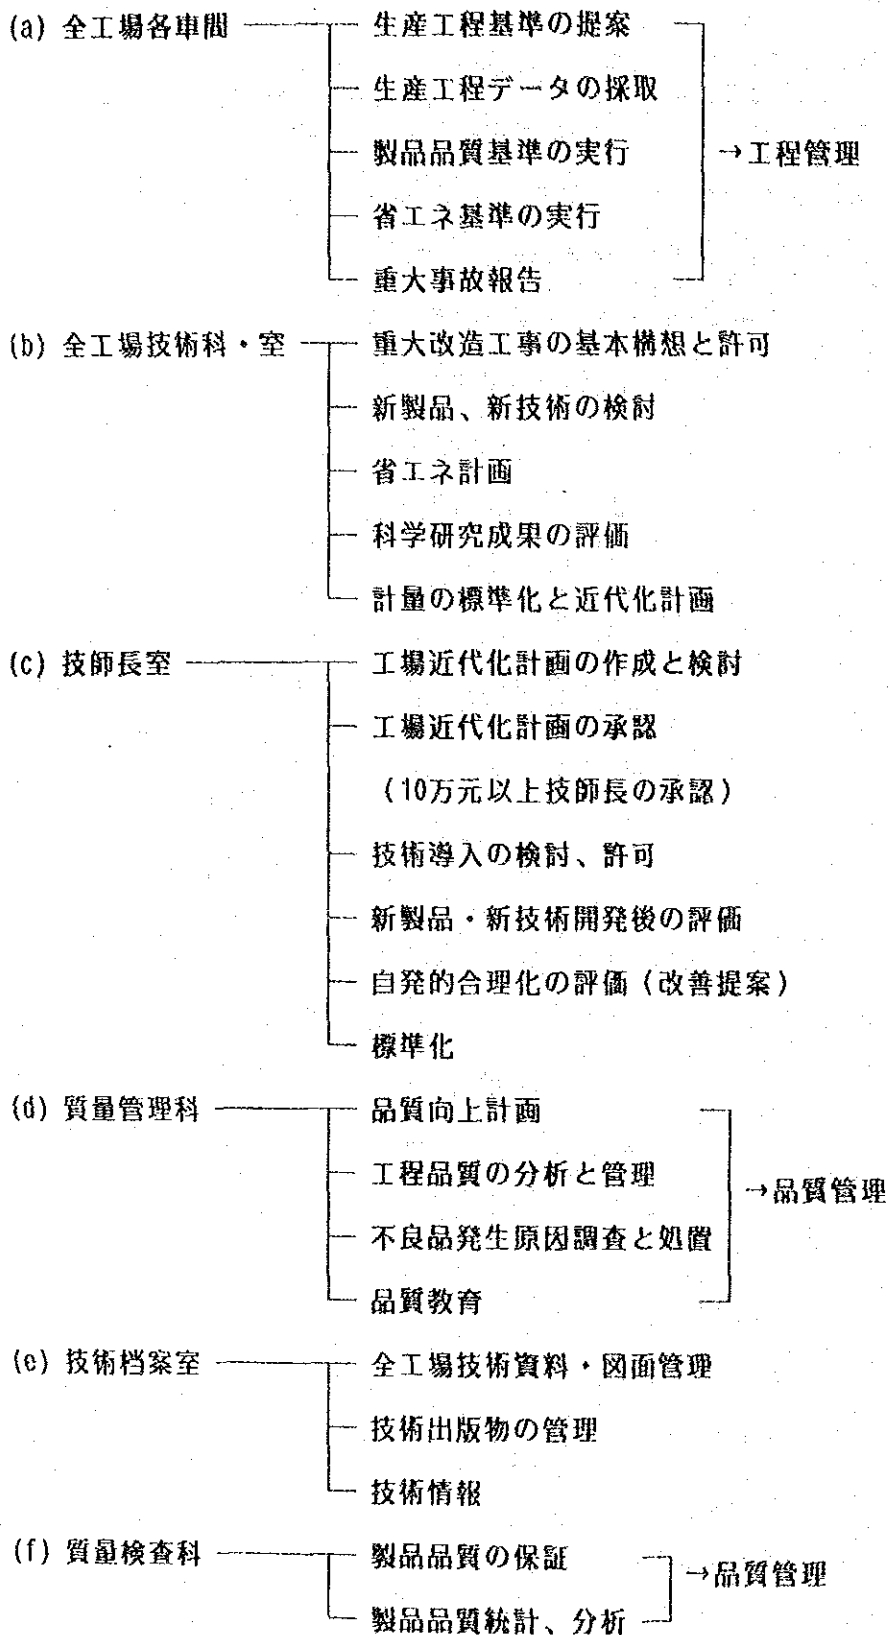 (a) 全工場各車間 生産工程基準の提案
生産工程データの採取
製品品質基準の実行 →工程管理
省エネ基準の実行
重大事故報告
(b) 全工場技術科・室 重大改造工事の基本構想と許可
新製品、新技術の検討
省エネ計画
科学研究成果の評価
計量の標準化と近代化計画
(c) 技師長室 工場近代化計画の作成と検討
工場近代化計画の承認
(10万元以上技師長の承認)
技術導入の検討、許可
新製品・新技術開発後の評価
自発的合理化の評価(改善提案)
標準化
(d) 質量管理科 品質向上計画
工程品質の分析と管理 →品質管理
不良品発生原因調査と処置
品質教育
(e) 技術档案室 全工場技術資料・図面管理
技術出版物の管理
技術情報
(f) 質量検査科 製品品質の保証 →品質管理
製品品質統計、分析